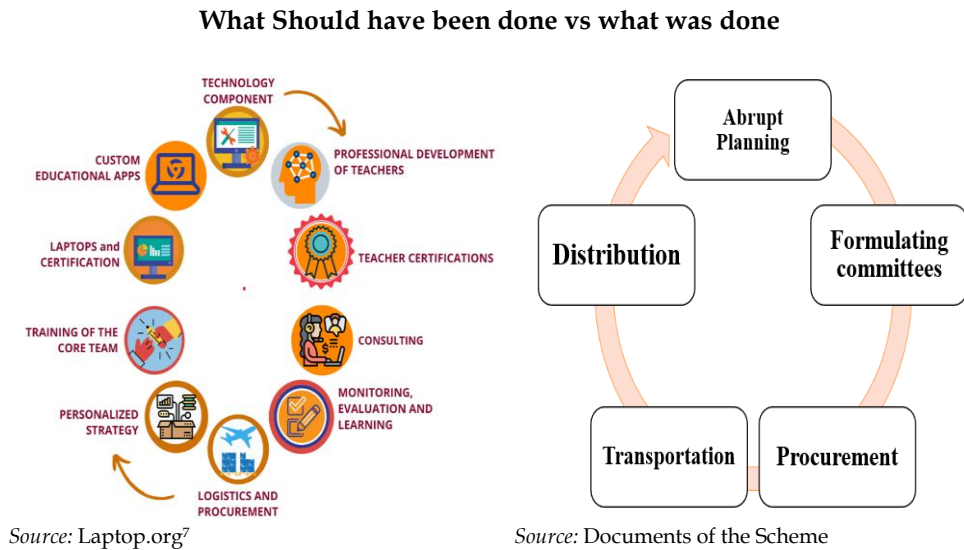 What Should have been done vs what was done
TECHNOLOGY
COMPONENT
PROFESSIONAL DEVELOPMENT
OF TEACHERS
TEACHER CERTIFICATIONS
CONSULTING
MONITORING,
EVALUATION AND
LEARNING
LOGISTICS AND
PROCUREMENT
PERSONALIZED
STRATEGY
TRAINING OF THE
CORE TEAM
LAPTOPS and
CERTIFICATION
CUSTOM
EDUCATIONAL APPS
Source: Laptop.org⁷
Abrupt
Planning
Formulating
committees
Procurement
Transportation
Distribution
Source: Documents of the Scheme